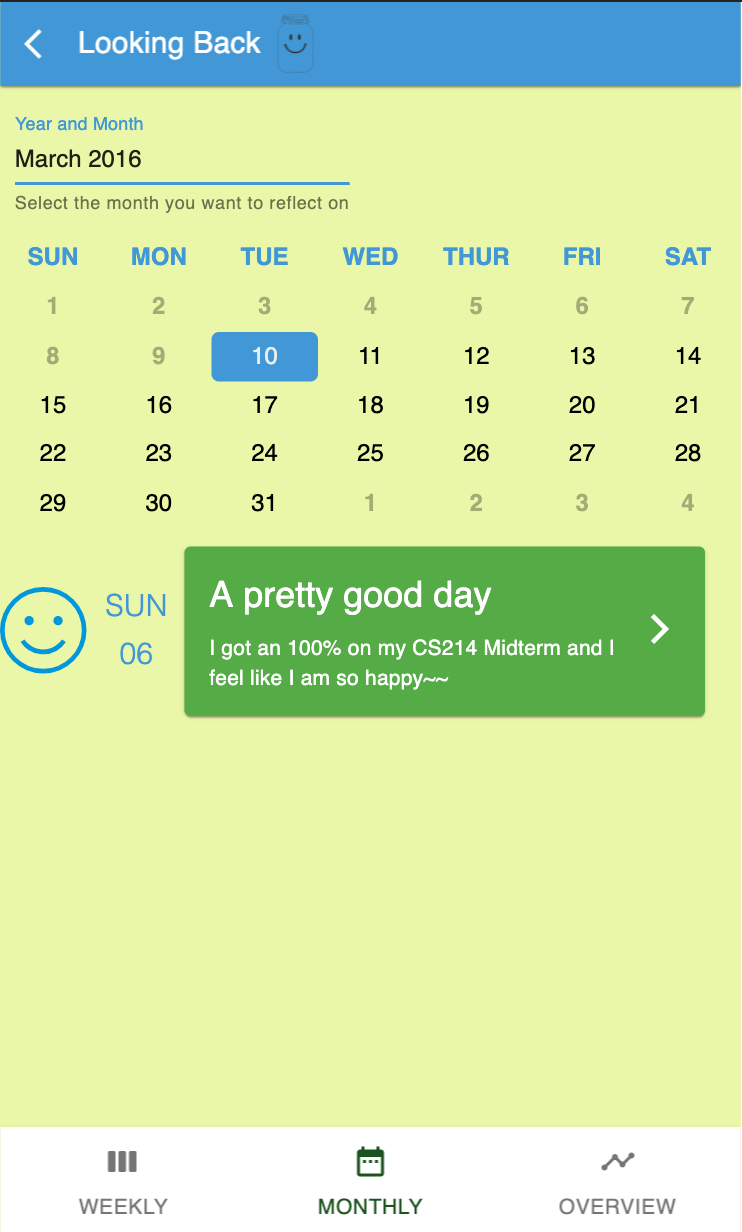 Looking Back
Year and Month
March 2016
Select the month you want to reflect on
SUN MON TUE WED THUR FRI SAT
1 2 3 4 5 6 7
8 9 10 11 12 13 14
15 16 17 18 19 20 21
22 23 24 25 26 27 28
29 30 31 1 2 3 4
SUN
06
A pretty good day
I got an 100% on my CS214 Midterm and I
feel like I am so happy~~
WEEKLY MONTHLY OVERVIEW